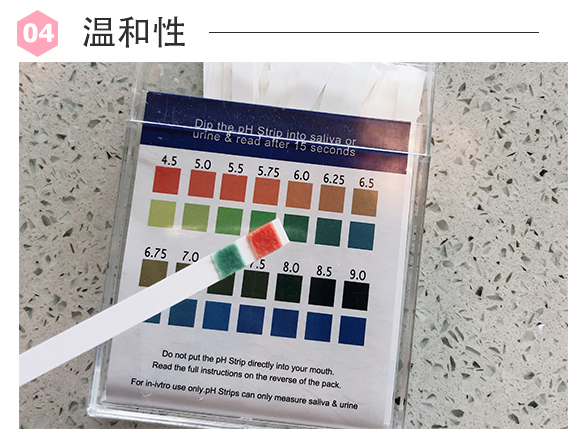 04 温和性
Dip the pH Strip into saliva or
urine & read after 15 seconds
4.5 5.0 5.5 5.75 6.0 6.25 6.5
6.75 7.0 7.5 8.0 8.5 9.0
Do not put the pH Strip directly into your mouth.
Read the full instructions on the reverse of the pack.
For in-ivtro use only.pH Strips can only measure saliva & urine